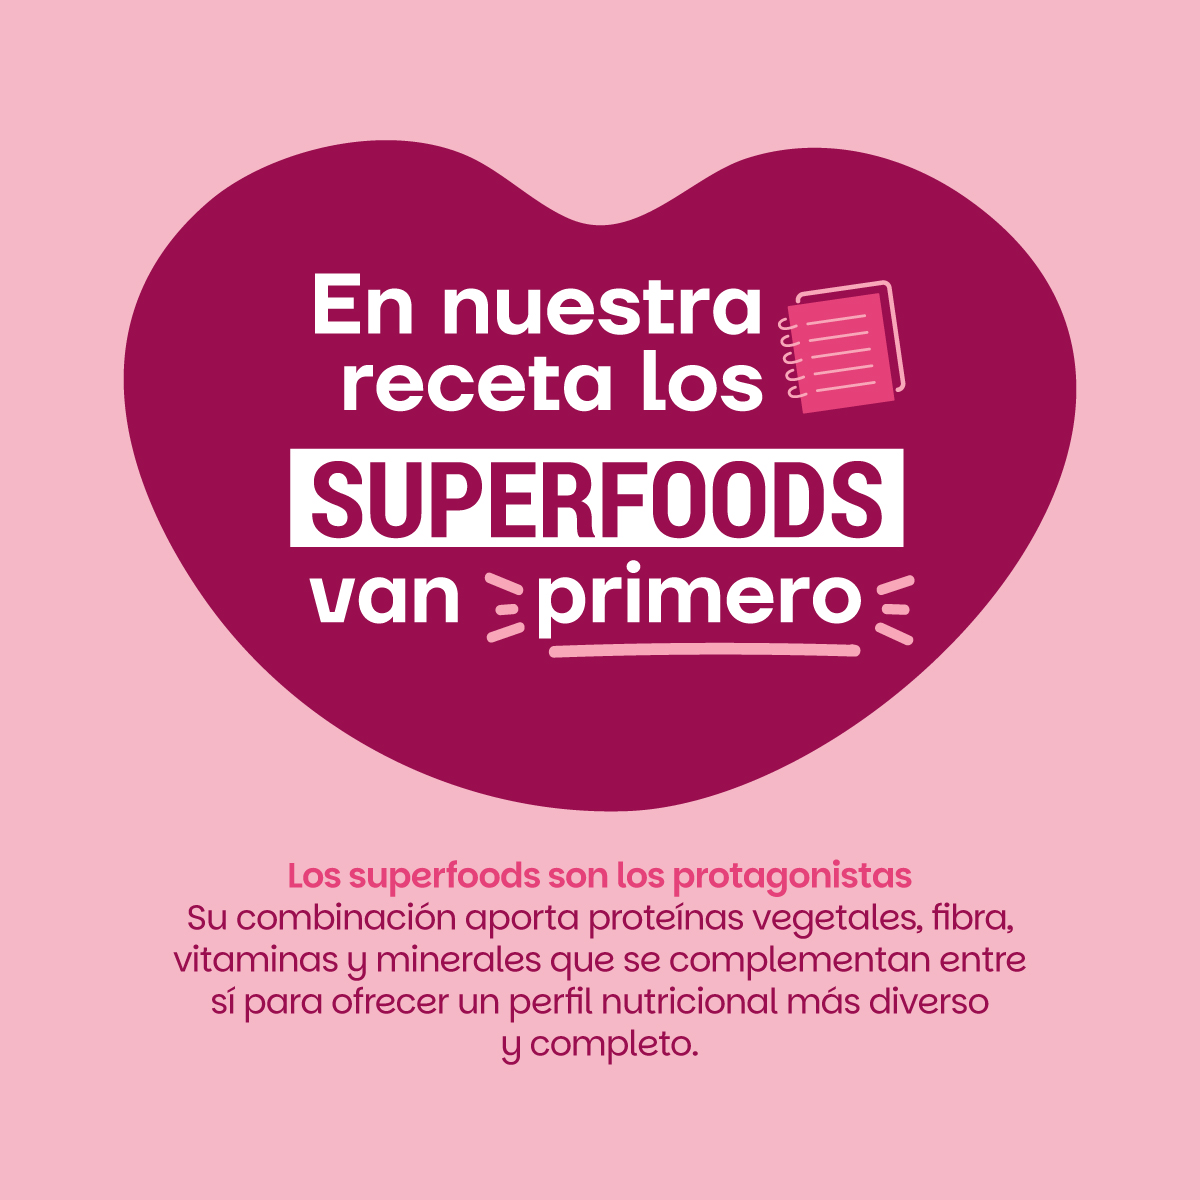 En nuestra
receta los
SUPERFOODS
van primero
Los superfoods son los protagonistas
Su combinación aporta proteínas vegetales, fibra,
vitaminas y minerales que se complementan entre
sí para ofrecer un perfil nutricional más diverso
y completo.